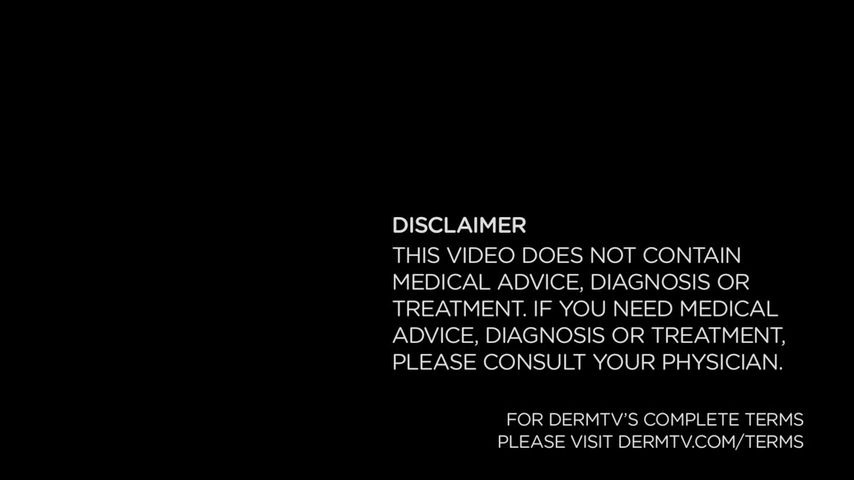 DISCLAIMER
THIS VIDEO DOES NOT CONTAIN
MEDICAL ADVICE, DIAGNOSIS OR
TREATMENT. IF YOU NEED MEDICAL
ADVICE, DIAGNOSIS OR TREATMENT,
PLEASE CONSULT YOUR PHYSICIAN.
FOR DERMTV'S COMPLETE TERMS
PLEASE VISIT DERMTV.COM/TERMS